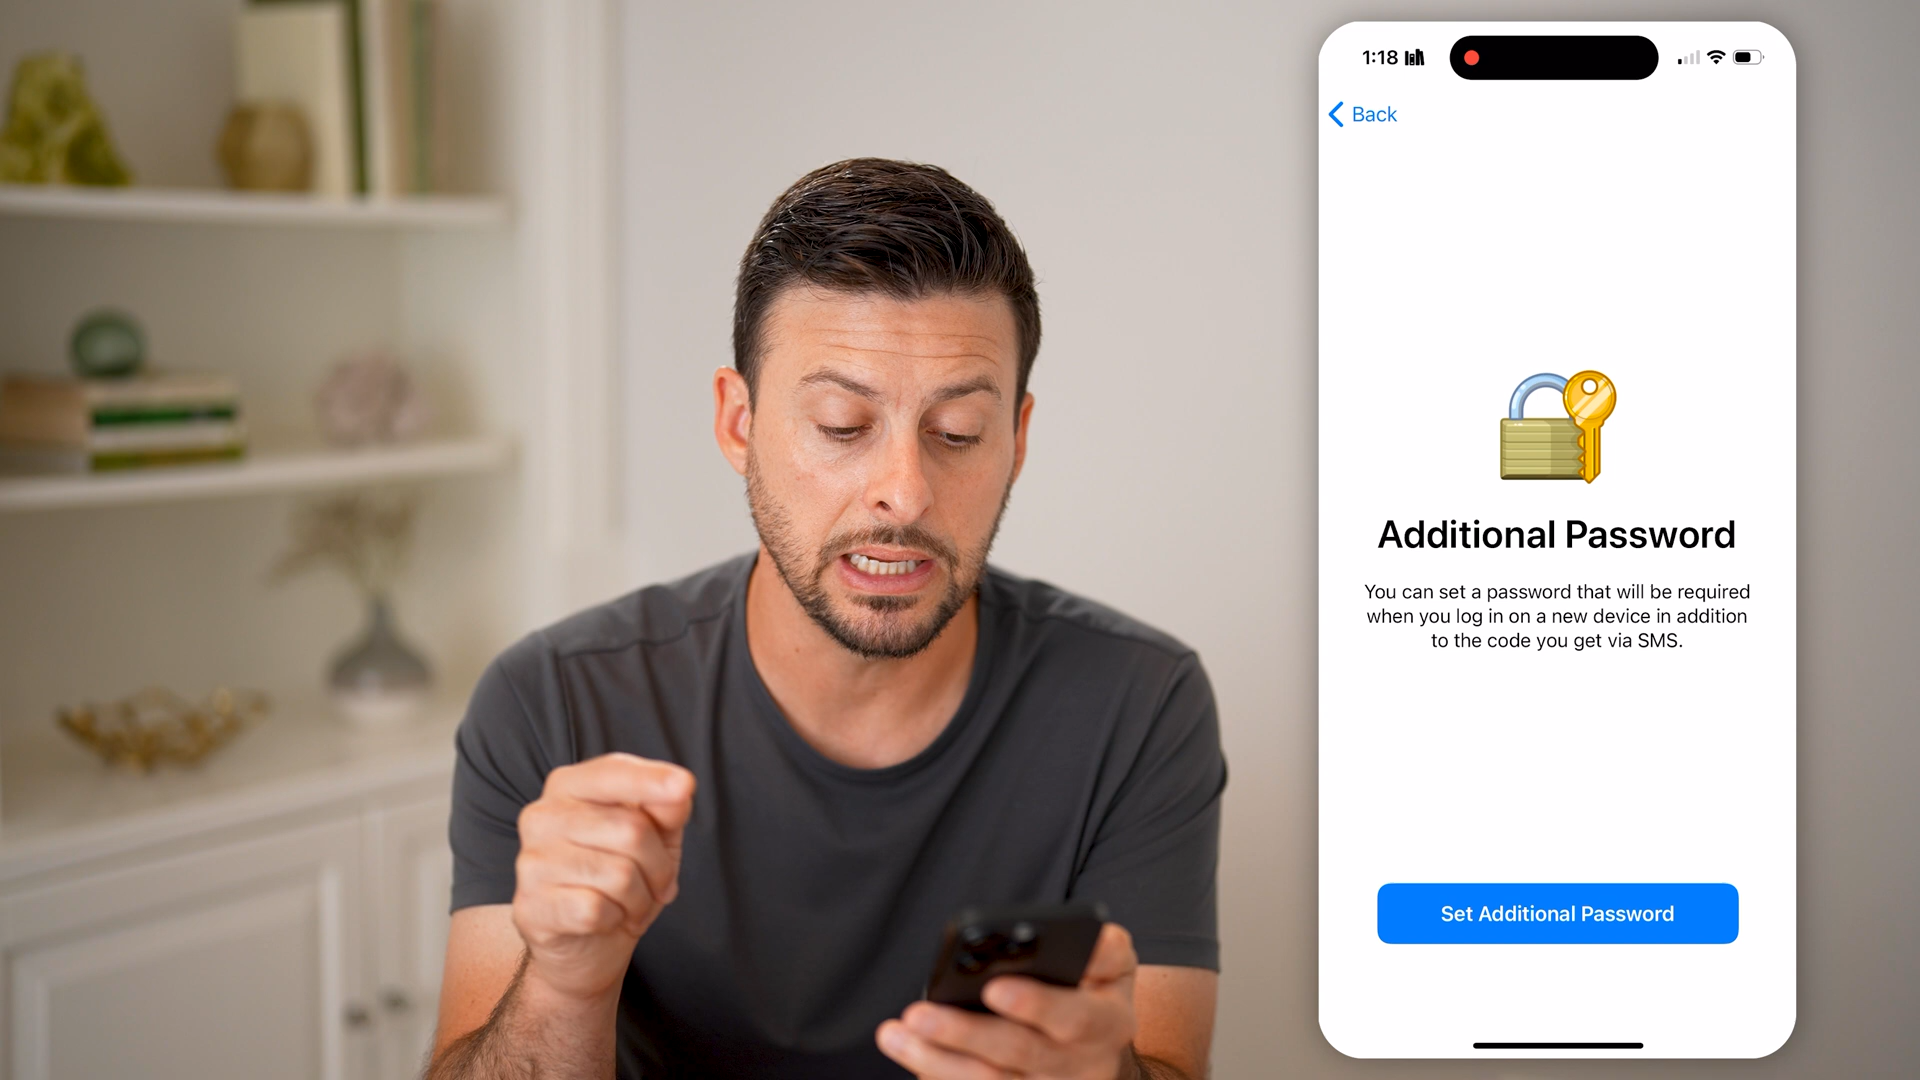 1:18
Back
Additional Password
You can set a password that will be required
when you log in on a new device in addition
to the code you get via SMS.
Set Additional Password